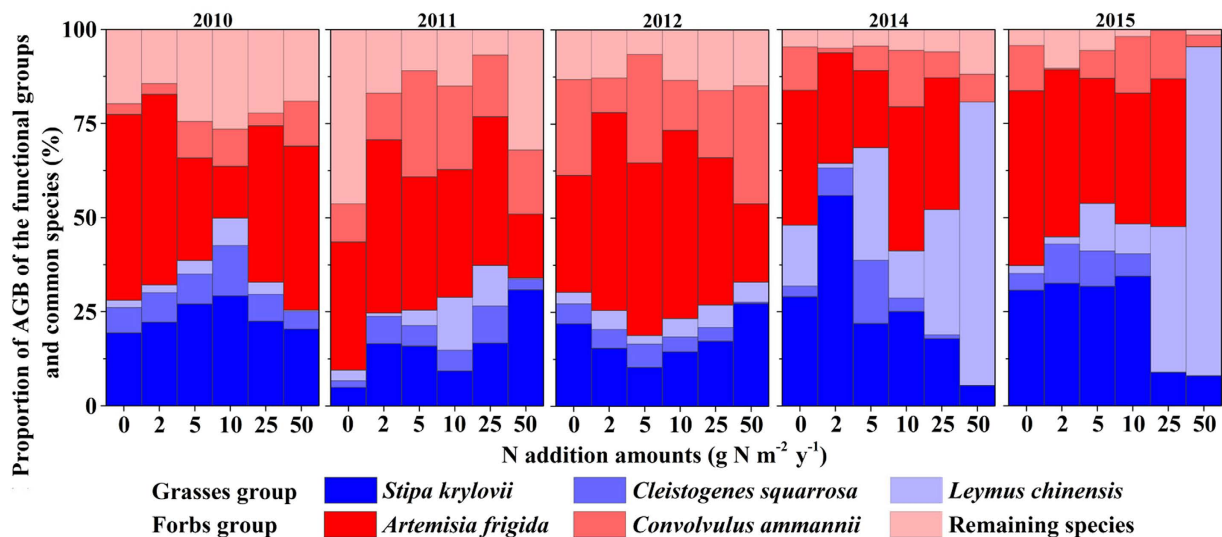 2010 2011 2012 2014 2015
Proportion of AGB of the functional groups
and common species (%)
100
75
50
25
0
0 2 5 10 25 50 0 2 5 10 25 50 0 2 5 10 25 50 0 2 5 10 25 50 0 2 5 10 25 50
N addition amounts (g N m⁻² y⁻¹)
Grasses group Stipa krylovii Cleistogenes squarrosa Leymus chinensis
Forbs group Artemisia frigida Convolvulus ammannii Remaining species